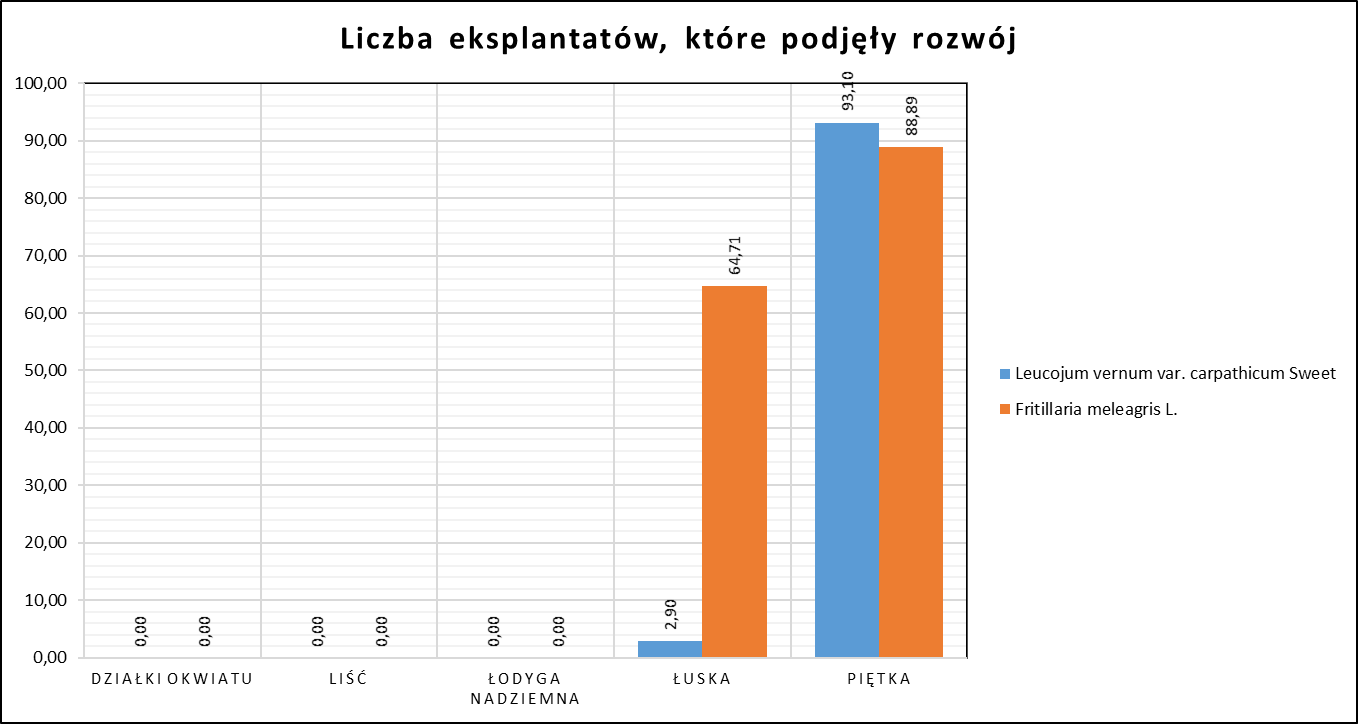 Liczba eksplantatów, które podjęły rozwój
100,00
90,00
80,00
70,00
60,00
50,00
40,00
30,00
20,00
10,00
0,00
0,00
0,00
0,00
0,00
0,00
0,00
2,90
64,71
93,10
88,89
DZIAŁKI OKWIATU
LIŚĆ
ŁODYGA
NADZIEMNA
ŁUSKA
PIĘTKA
Leucojum vernum var. carpathicum Sweet
Fritillaria meleagris L.